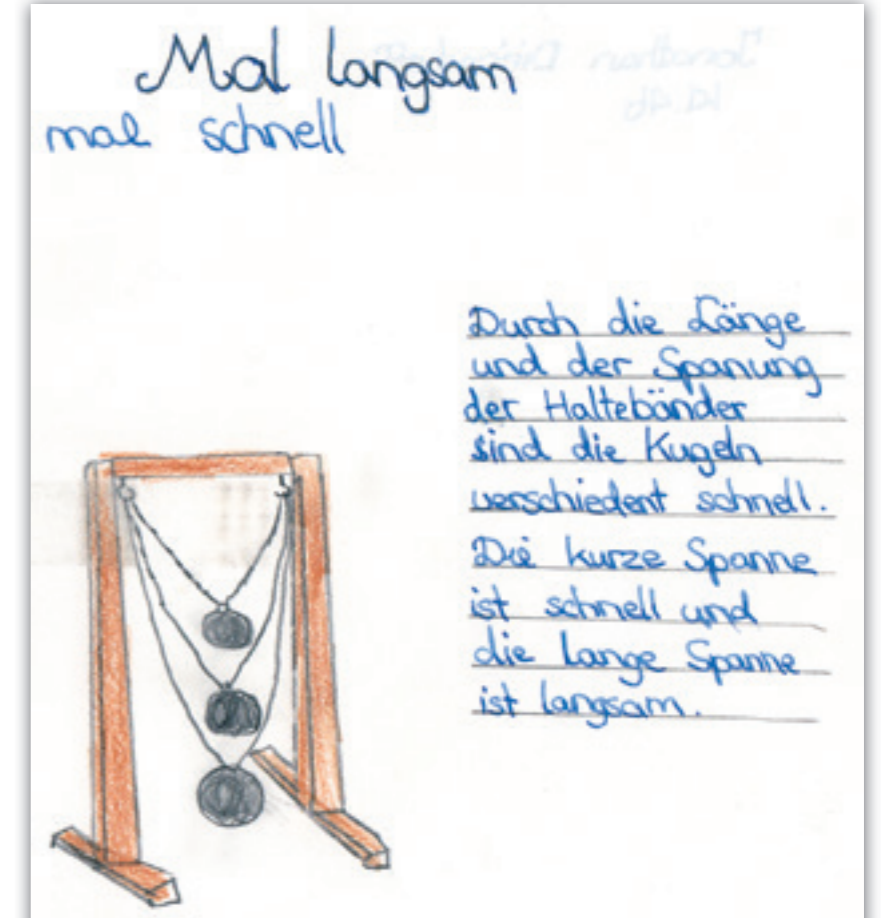 Mal langsam
mal schnell
Durch die Länge
und der Spanung
der Haltebänder
sind die Kugeln
verschiedent schnell.
Die kurze Spanne
ist schnell und
die lange Spanne
ist langsam.